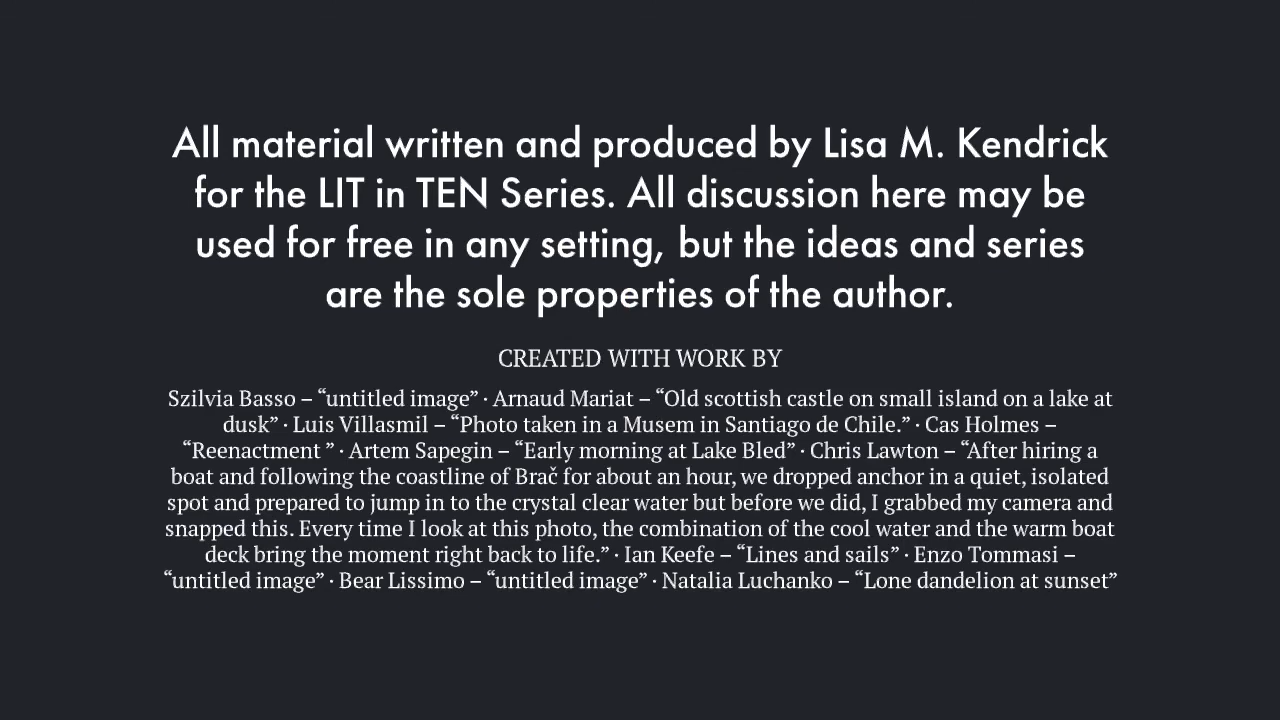 All material written and produced by Lisa M. Kendrick
for the LIT in TEN Series. All discussion here may be
used for free in any setting, but the ideas and series
are the sole properties of the author.
CREATED WITH WORK BY
Szilvia Basso – “untitled image” · Arnaud Mariat – “Old scottish castle on small island on a lake at
dusk” · Luis Villasmil – “Photo taken in a Musem in Santiago de Chile.” · Cas Holmes –
“Reenactment ” · Artem Sapegin – “Early morning at Lake Bled” · Chris Lawton – “After hiring a
boat and following the coastline of Brač for about an hour, we dropped anchor in a quiet, isolated
spot and prepared to jump in to the crystal clear water but before we did, I grabbed my camera and
snapped this. Every time I look at this photo, the combination of the cool water and the warm boat
deck bring the moment right back to life.” · Ian Keefe – “Lines and sails” · Enzo Tommasi –
“untitled image” · Bear Lissimo – “untitled image” · Natalia Luchanko – “Lone dandelion at sunset”